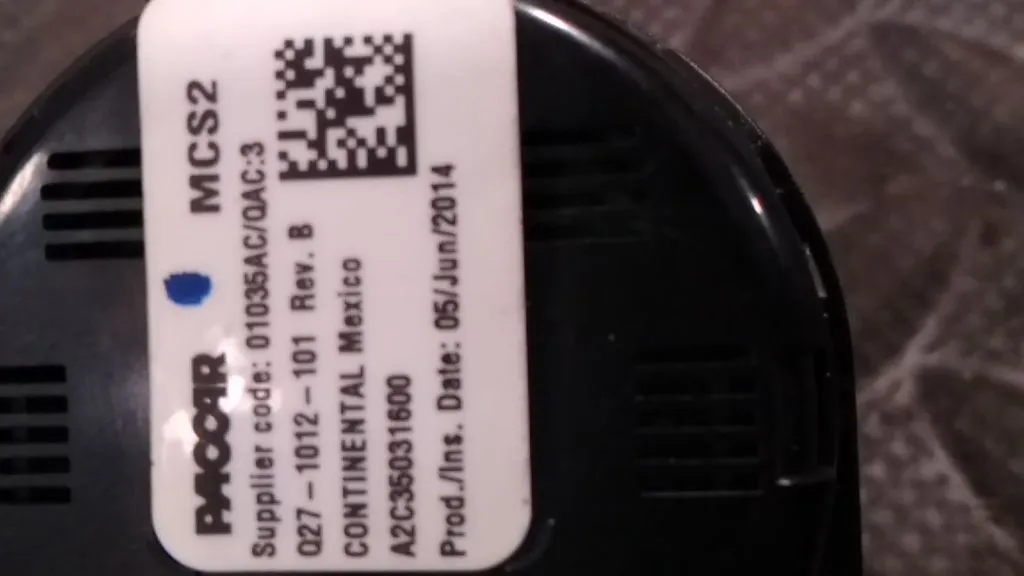 PACCAR MCS2
Supplier code: 01035AC/QAC:3
Q27-1012-101 Rev. B
CONTINENTAL Mexico
A2C35031600
Prod./Ins. Date: 05/Jun/2014